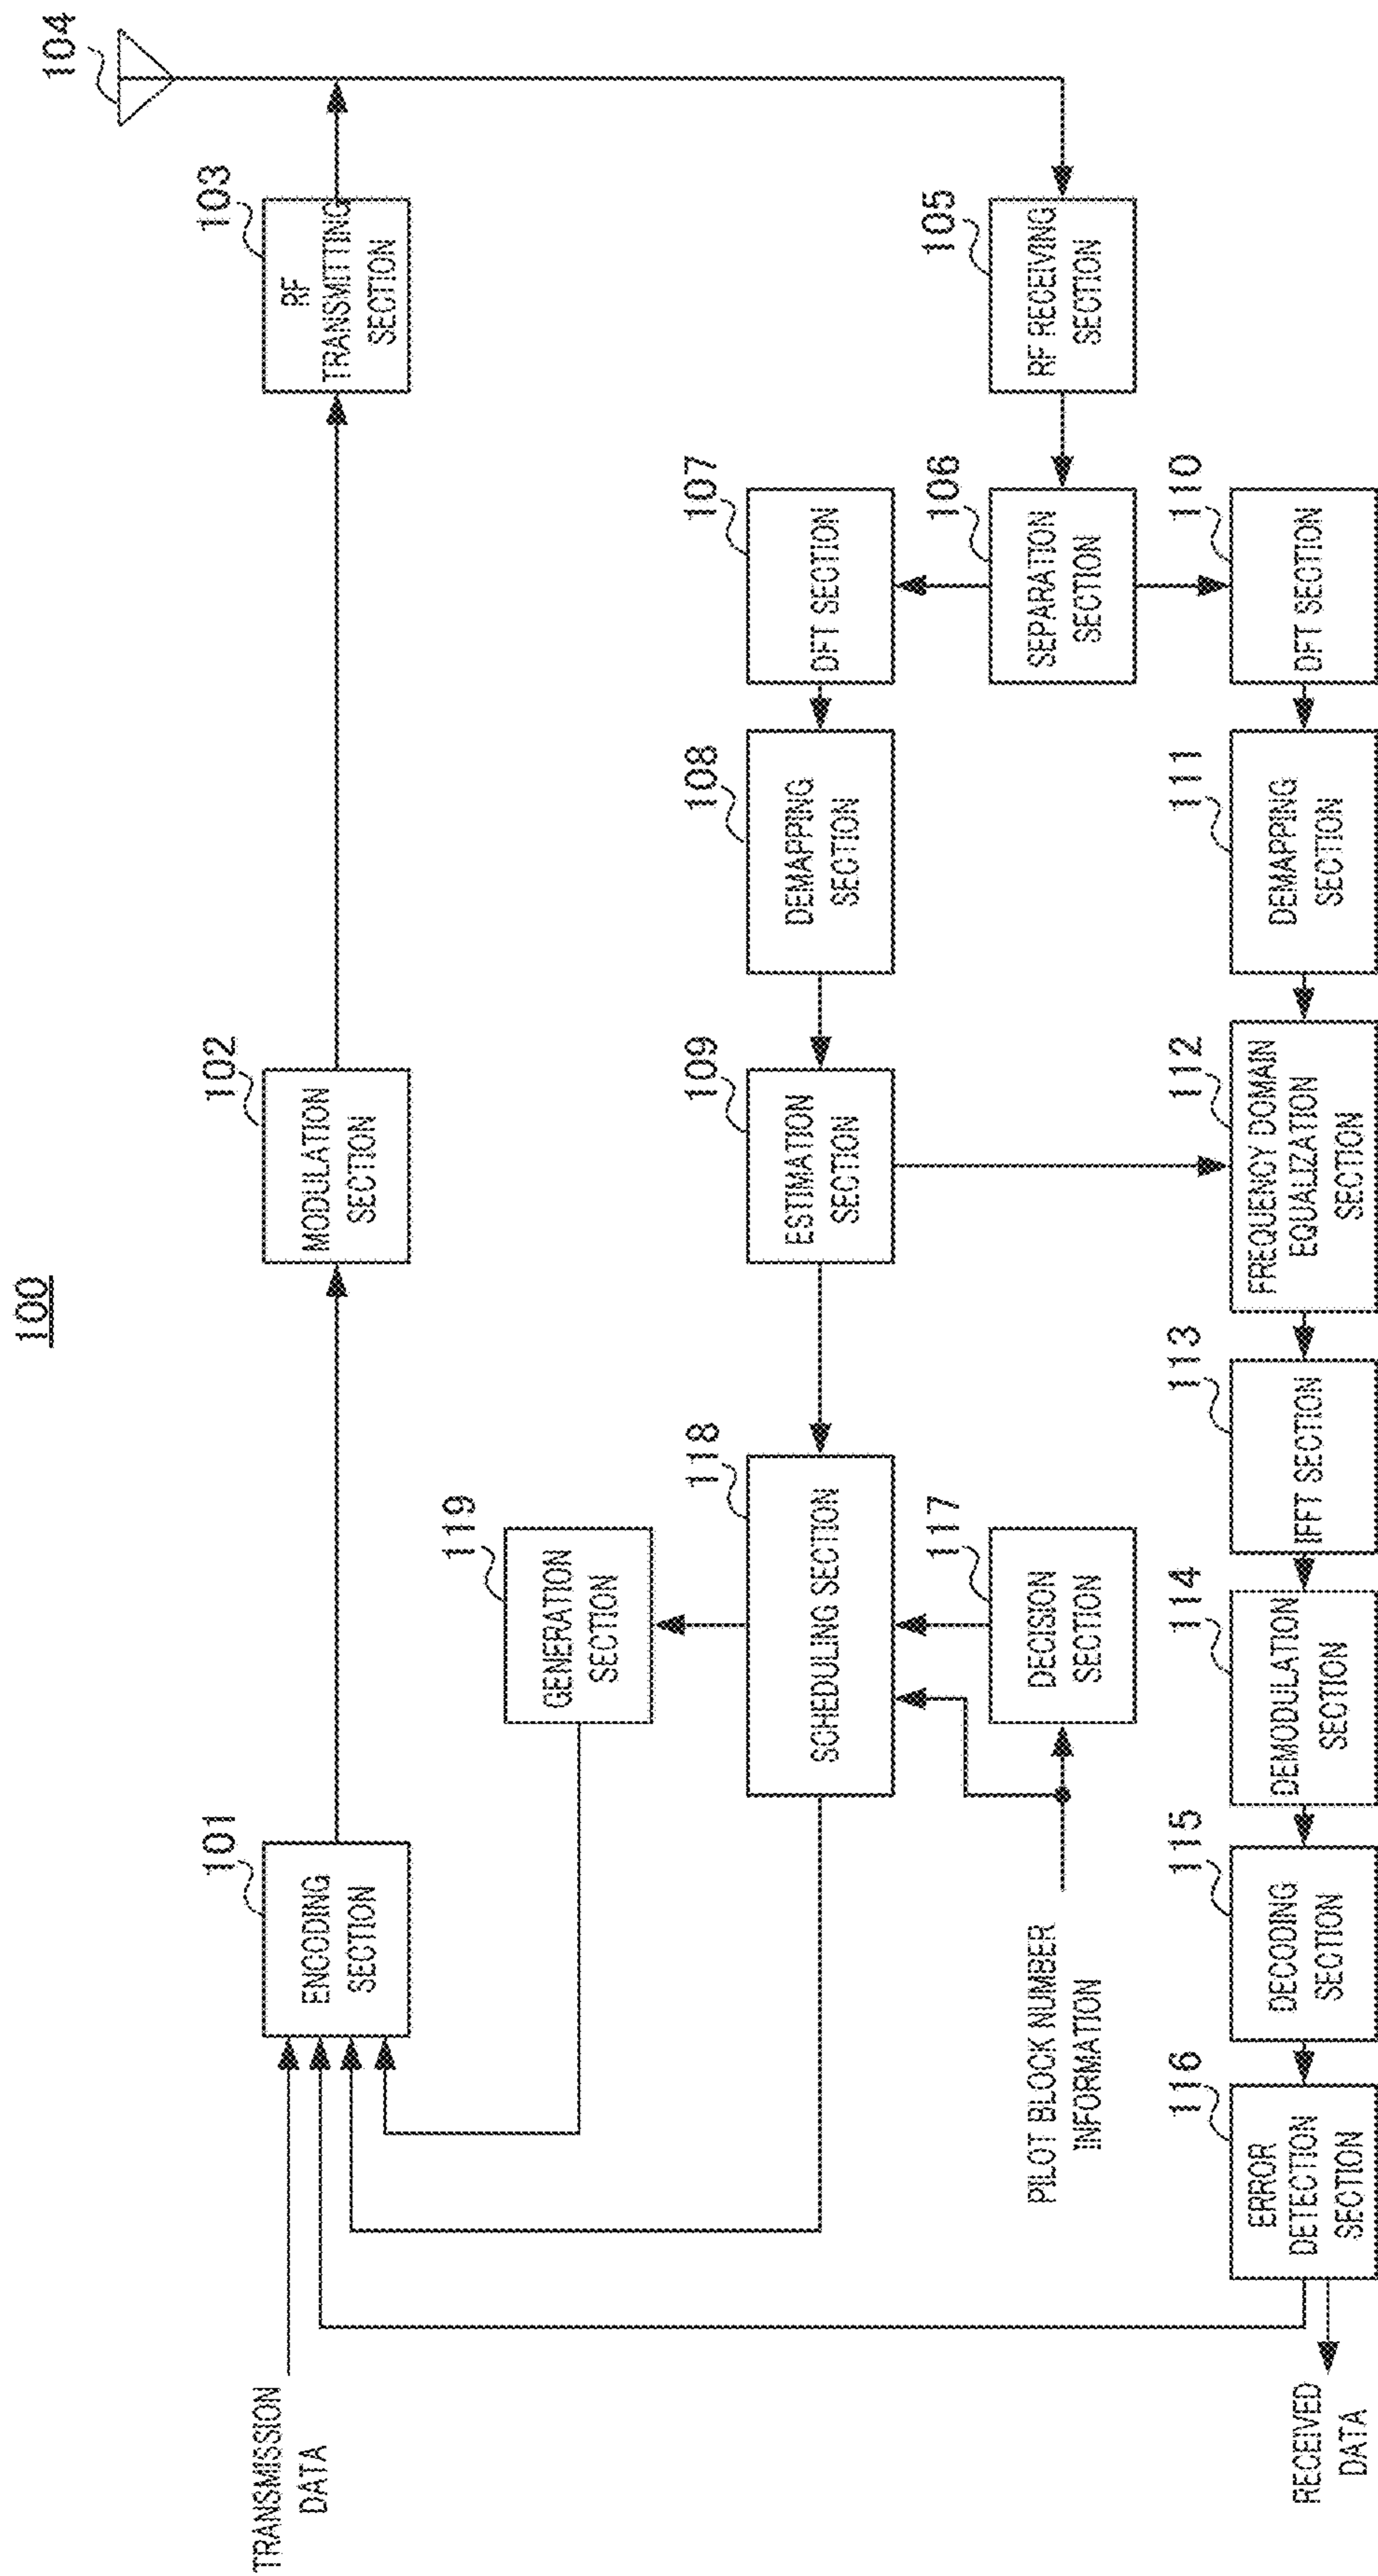 100
104
103
RF
TRANSMITTING
SECTION
102
MODULATION
SECTION
101
ENCODING
SECTION
TRANSMISSION
DATA
119
GENERATION
SECTION
118
SCHEDULING SECTION
109
ESTIMATION
SECTION
108
DEMAPPING
SECTION
107
DFT SECTION
105
RF RECEIVING
SECTION
106
SEPARATION
SECTION
117
DECISION
SECTION
PILOT BLOCK NUMBER
INFORMATION
110
DFT SECTION
111
DEMAPPING
SECTION
112
FREQUENCY DOMAIN
EQUALIZATION
SECTION
113
IFFT SECTION
114
DEMODULATION
SECTION
115
DECODING
SECTION
116
ERROR
DETECTION
SECTION
RECEIVED
DATA